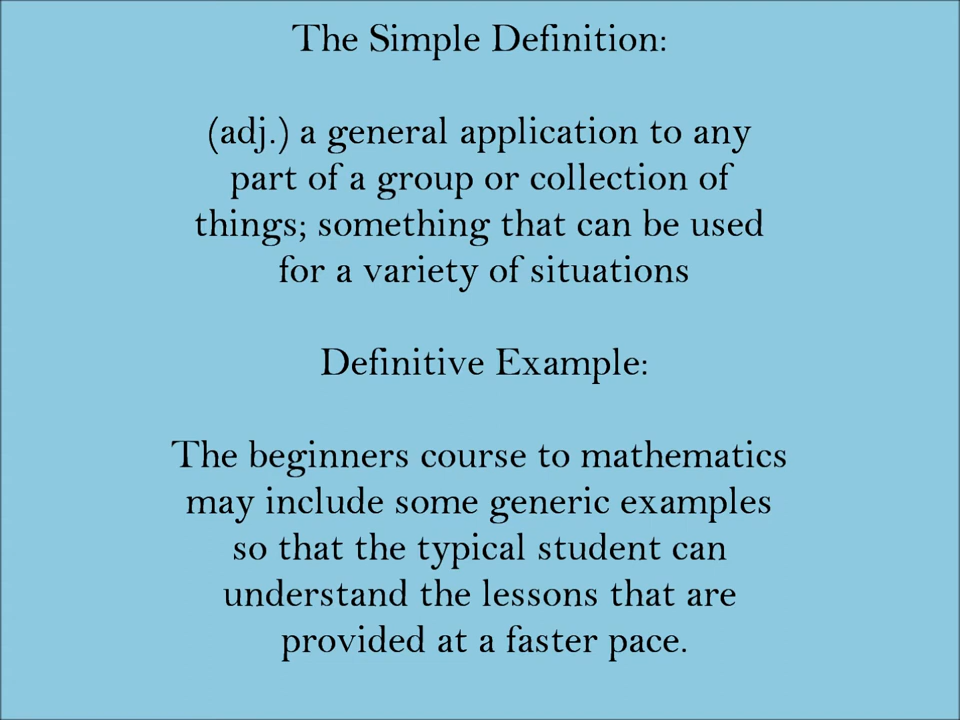 The Simple Definition:
(adj.) a general application to any
part of a group or collection of
things; something that can be used
for a variety of situations
Definitive Example:
The beginners course to mathematics
may include some generic examples
so that the typical student can
understand the lessons that are
provided at a faster pace.